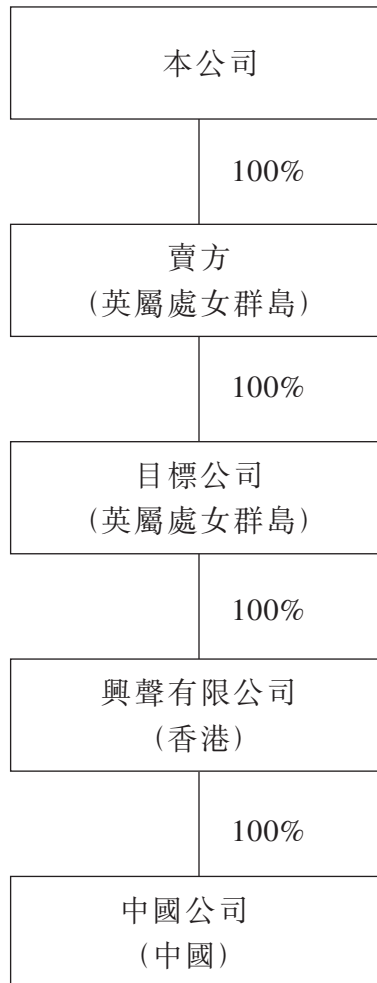 本公司
100%
賣方
(英屬處女群島)
100%
目標公司
(英屬處女群島)
100%
興聲有限公司
(香港)
100%
中國公司
(中國)